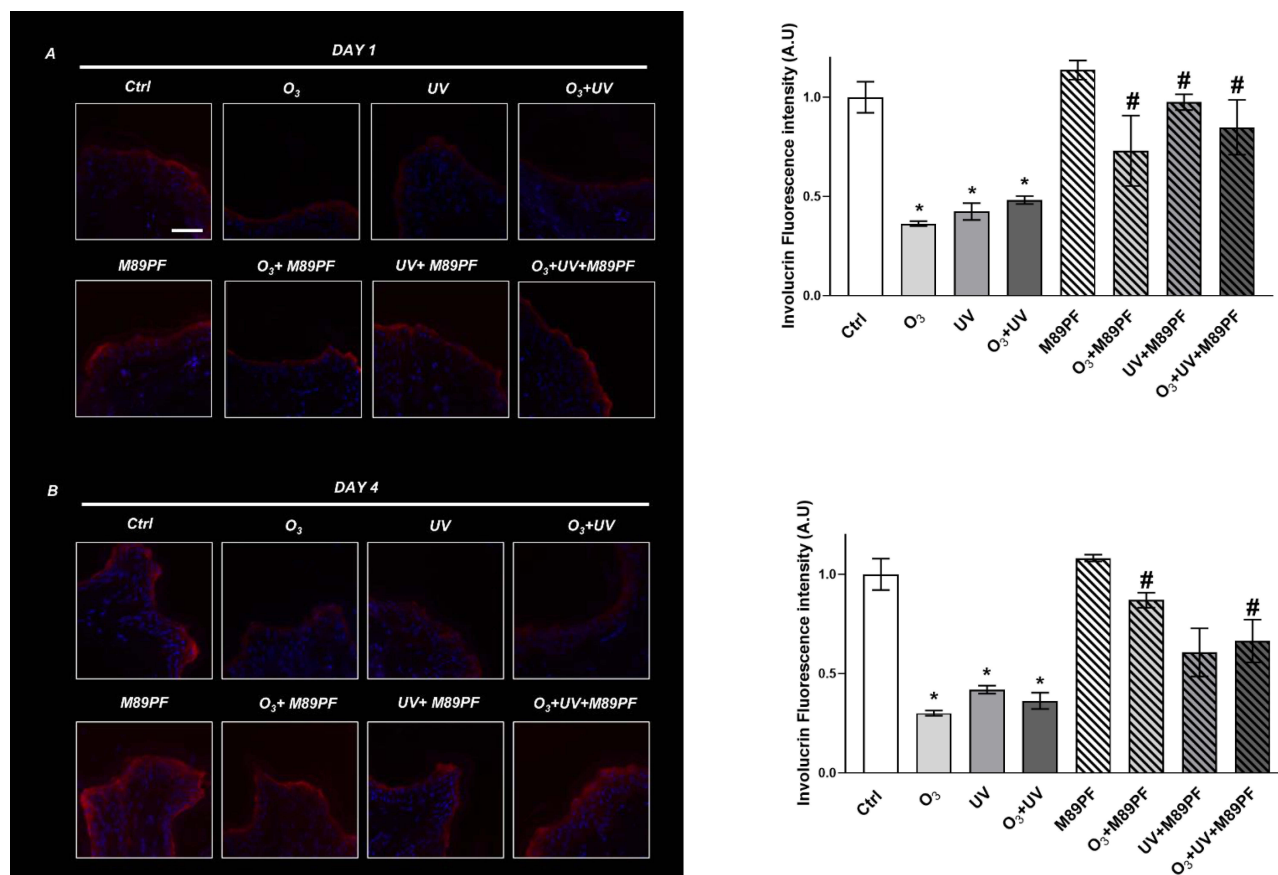 A
DAY 1
Ctrl
O₃
UV
O₃+UV
M89PF
O₃+ M89PF
UV+ M89PF
O₃+UV+M89PF
Involucrin Fluorescence intensity (A.U)
1.0
0.5
0.0
*
*
*
#
#
#
Ctrl
O₃
UV
O₃+UV
M89PF
O₃+M89PF
UV+M89PF
O₃+UV+M89PF
B
DAY 4
Ctrl
O₃
UV
O₃+UV
M89PF
O₃+ M89PF
UV+ M89PF
O₃+UV+M89PF
Involucrin Fluorescence intensity (A.U)
1.0
0.5
0.0
*
*
*
#
#
Ctrl
O₃
UV
O₃+UV
M89PF
O₃+M89PF
UV+M89PF
O₃+UV+M89PF